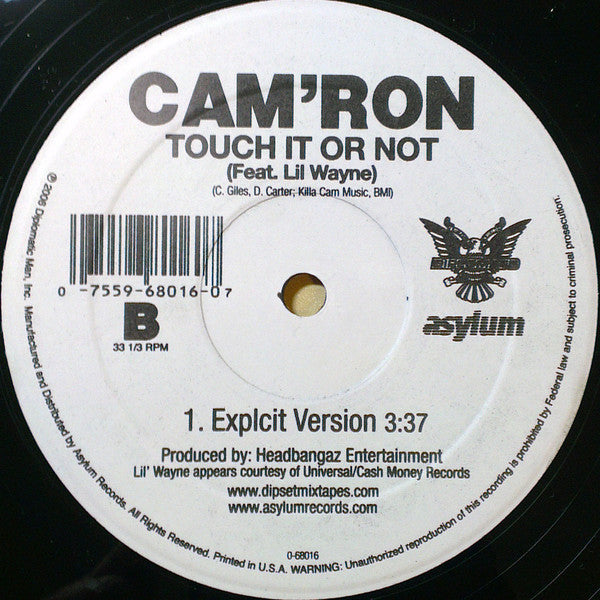 CAM'RON
TOUCH IT OR NOT
(Feat. Lil Wayne)
(C. Giles, D. Carter; Killa Cam Music, BMI)
0 -7559-68016-0 7
B
33 1/3 RPM
DIPLOMATS
asylum
1. Explcit Version 3:37
Produced by: Headbangaz Entertainment
Lil' Wayne appears courtesy of Universal/Cash Money Records
www.dipsetmixtapes.com
www.asylumrecords.com
0-68016
℗ 2006 Diplomatic Man, Inc. Manufactured and Distributed by Asylum Records. All Rights Reserved. Printed in U.S.A. WARNING: Unauthorized reproduction of this recording is prohibited by Federal law and subject to criminal prosecution.